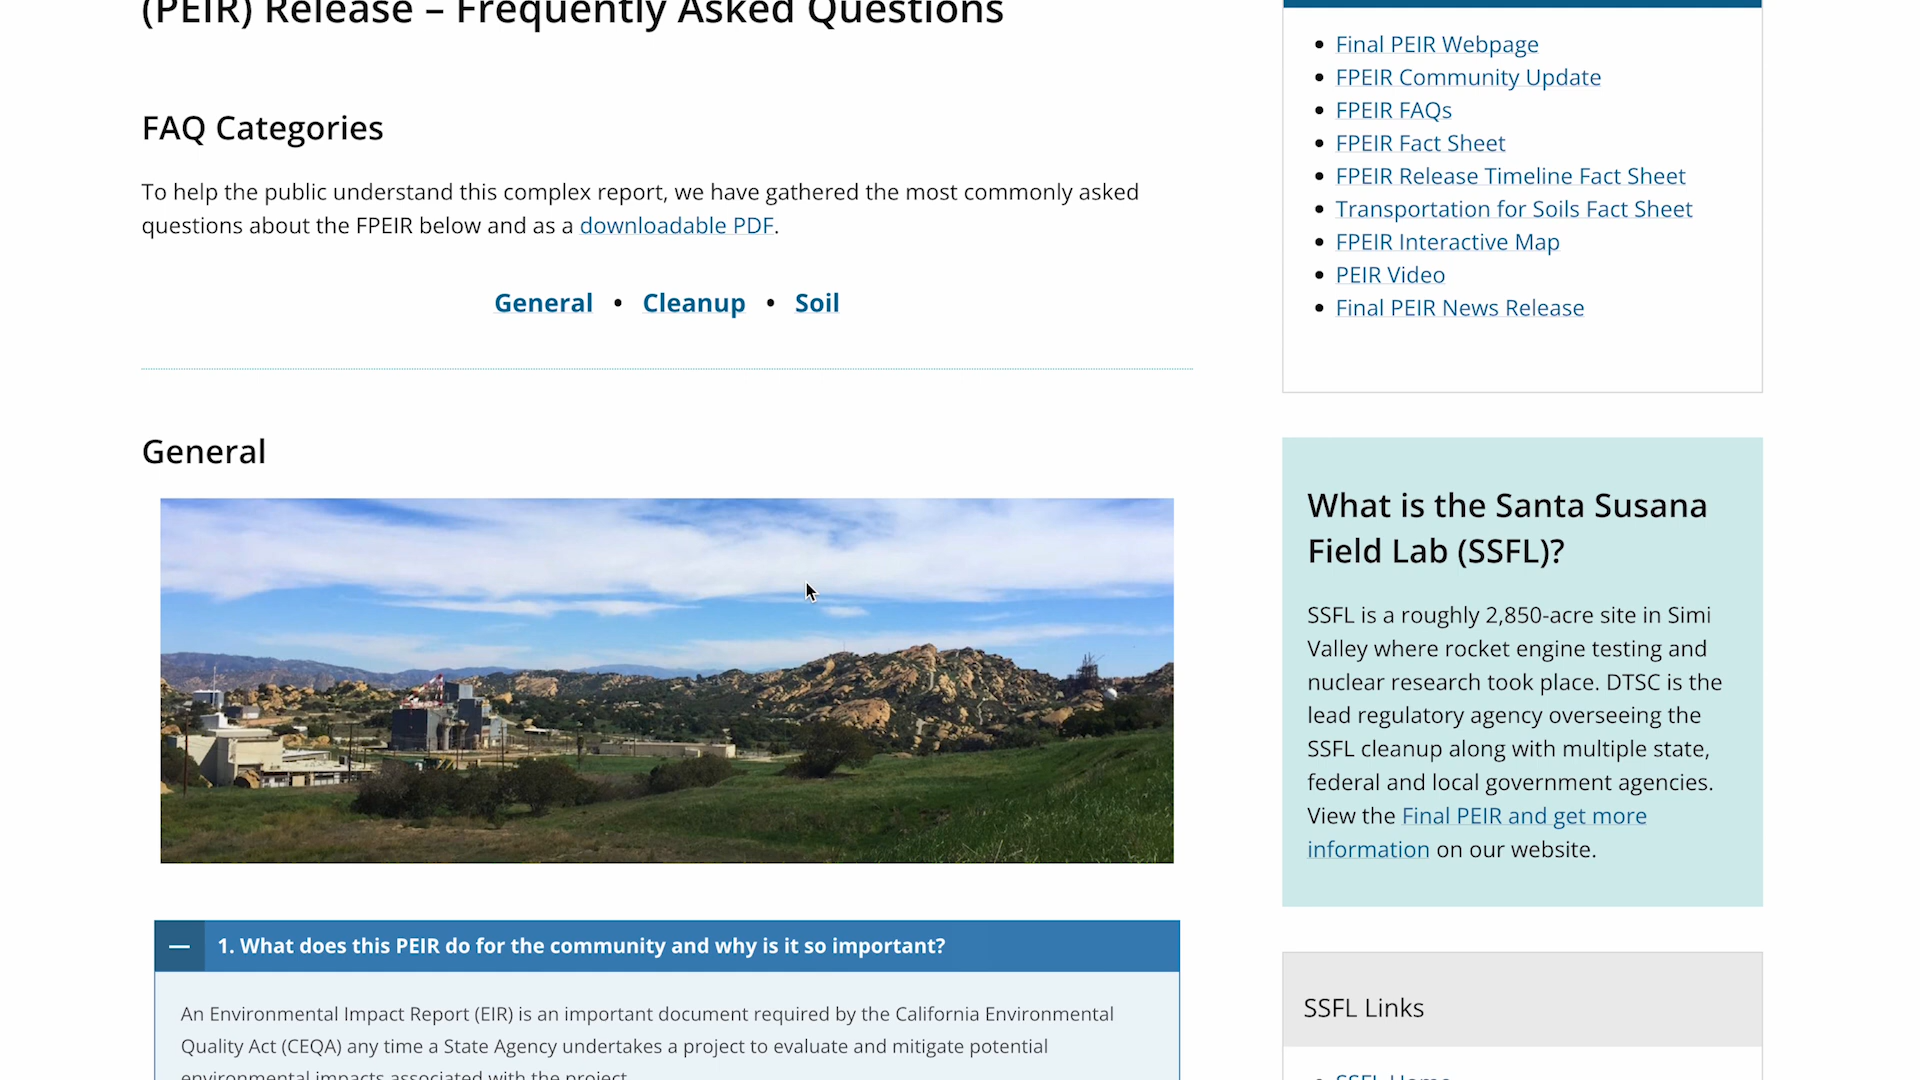 (PEIR) Release – Frequently Asked Questions
FAQ Categories
To help the public understand this complex report, we have gathered the most commonly asked
questions about the FPEIR below and as a downloadable PDF.
General • Cleanup • Soil
General
1. What does this PEIR do for the community and why is it so important?
An Environmental Impact Report (EIR) is an important document required by the California Environmental
Quality Act (CEQA) any time a State Agency undertakes a project to evaluate and mitigate potential
environmental impacts associated with the project.
• Final PEIR Webpage
• FPEIR Community Update
• FPEIR FAQs
• FPEIR Fact Sheet
• FPEIR Release Timeline Fact Sheet
• Transportation for Soils Fact Sheet
• FPEIR Interactive Map
• PEIR Video
• Final PEIR News Release
What is the Santa Susana
Field Lab (SSFL)?
SSFL is a roughly 2,850-acre site in Simi
Valley where rocket engine testing and
nuclear research took place. DTSC is the
lead regulatory agency overseeing the
SSFL cleanup along with multiple state,
federal and local government agencies.
View the Final PEIR and get more
information on our website.
SSFL Links
• SSFL Home